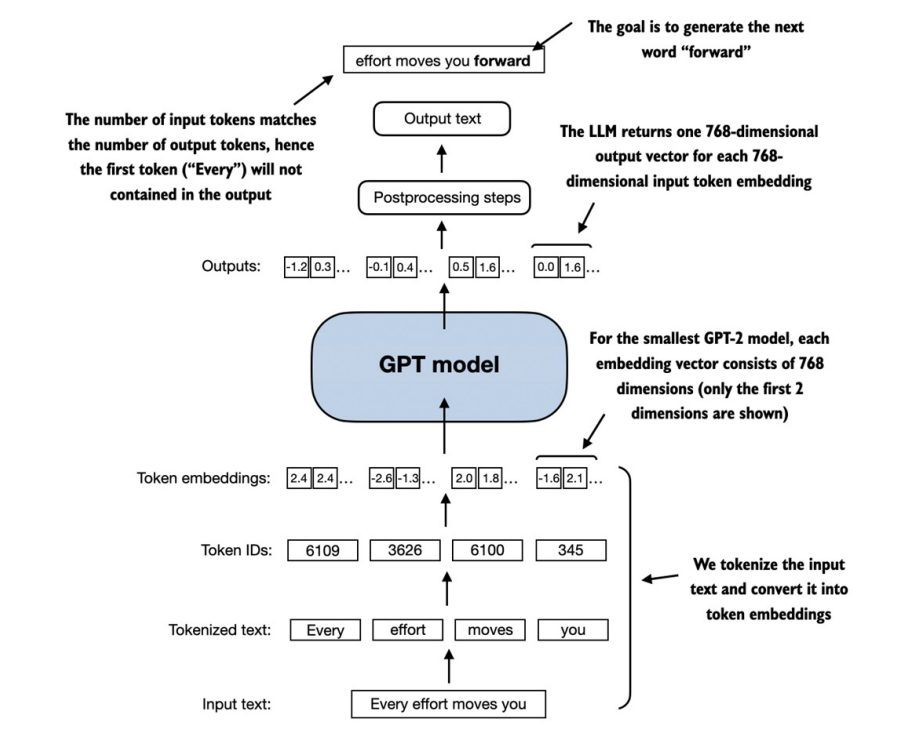 The goal is to generate the next
word “forward”
effort moves you forward
The number of input tokens matches
the number of output tokens, hence
the first token (“Every”) will not
contained in the output
Output text
The LLM returns one 768-dimensional
output vector for each 768-
dimensional input token embedding
Postprocessing steps
Outputs: -1.2 0.3 ... -0.1 0.4 ... 0.5 1.6 ... 0.0 1.6 ...
GPT model
For the smallest GPT-2 model, each
embedding vector consists of 768
dimensions (only the first 2
dimensions are shown)
Token embeddings: 2.4 2.4 ... -2.6 -1.3 ... 2.0 1.8 ... -1.6 2.1 ...
Token IDs: 6109 3626 6100 345
We tokenize the input
text and convert it into
token embeddings
Tokenized text: Every effort moves you
Input text: Every effort moves you